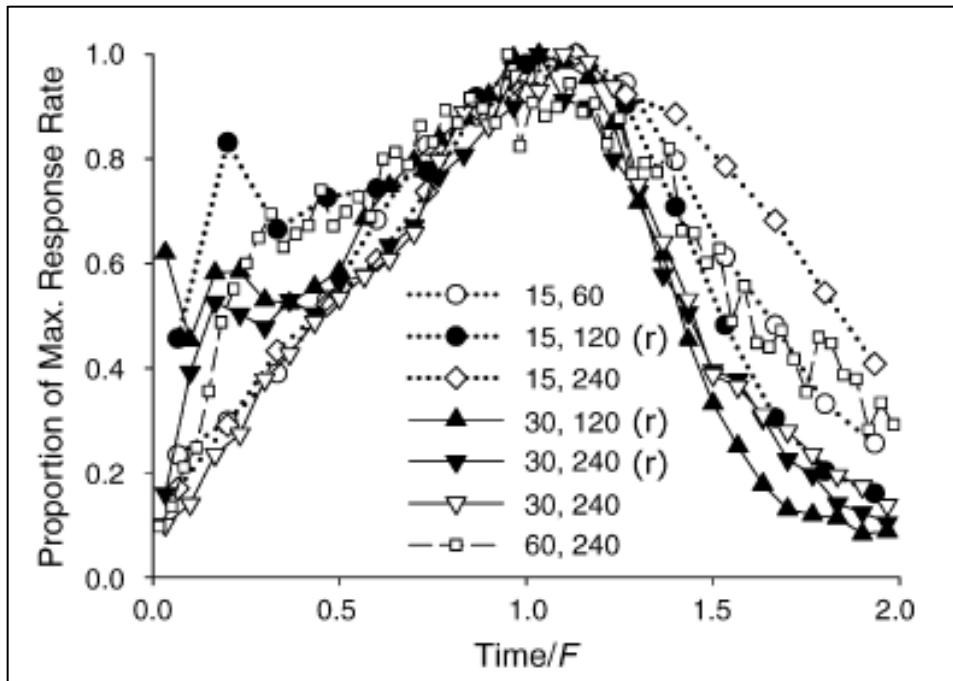 Proportion of Max. Response Rate
1.0
0.8
0.6
0.4
0.2
0.0
15, 60
15, 120 (r)
15, 240
30, 120 (r)
30, 240 (r)
30, 240
60, 240
0.0 0.5 1.0 1.5 2.0
Time/F